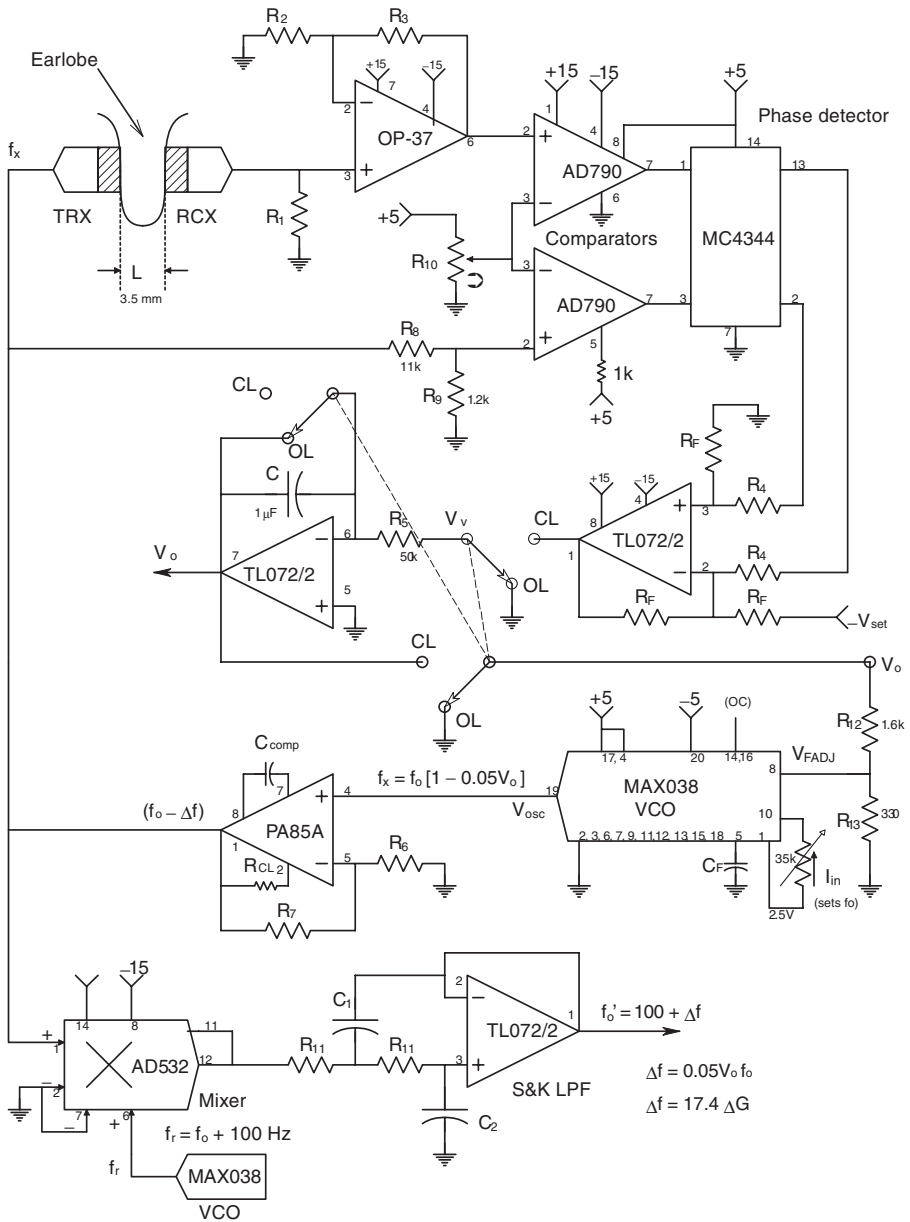 R2
R3
Earlobe
+15
7
−15
4
2
−
OP-37
6
+
3
fx
TRX
RCX
R1
L
3.5 mm
+15
−15
+5
1
4
8
2
+
AD790
7
3
−
6
Phase detector
14
1
13
MC4344
3
2
7
+5
R10
Comparators
3
−
AD790
7
+
2
5
1k
+5
R8
11k
R9
1.2k
CL
OL
C
1 μF
R5
50k
Vv
OL
Vo
7
TL072/2
−
6
5
+
CL
+15
8
−15
4
+
3
TL072/2
1
2
−
RF
R4
R4
RF
RF
−Vset
CL
OL
Vo
R12
1.6k
VFADJ
R13
330
+5
−5
(OC)
17, 4
20
14,16
8
MAX038
VCO
19
Vosc
10
2, 3, 6, 7, 9, 11, 12, 13, 15, 18
5
1
CF
35k
Iin
(sets fo)
2.5V
fx = fo [1 − 0.05Vo]
Ccomp
7
8
+
4
PA85A
1
RCL
2
−
5
R6
R7
(fo − Δf)
−15
14
8
+
1
11
12
AD532
−
2
7
−
6
+
Mixer
fr = fo + 100 Hz
fr
MAX038
VCO
R11
C1
R11
C2
2
−
TL072/2
1
3
+
S&K LPF
fo' = 100 + Δf
Δf = 0.05Vo fo
Δf = 17.4 ΔG